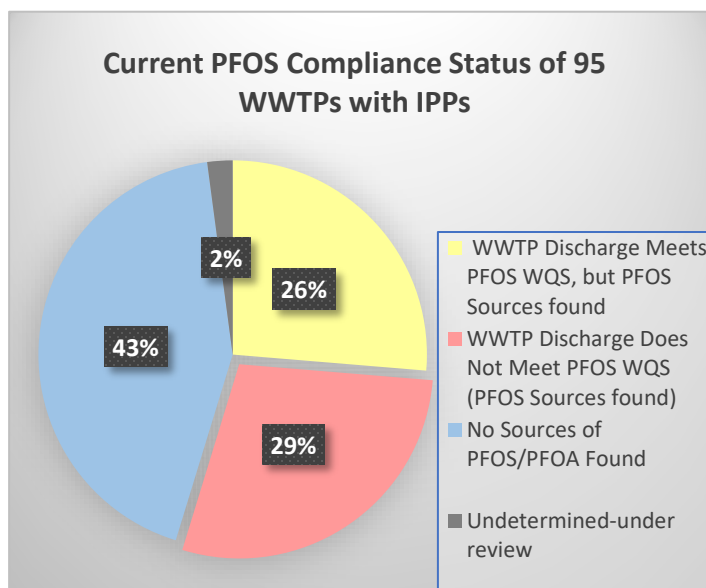 Current PFOS Compliance Status of 95
WWTPs with IPPs
2%
26%
43%
29%
WWTP Discharge Meets
PFOS WQS, but PFOS
Sources found
WWTP Discharge Does
Not Meet PFOS WQS
(PFOS Sources found)
No Sources of
PFOS/PFOA Found
Undetermined-under
review